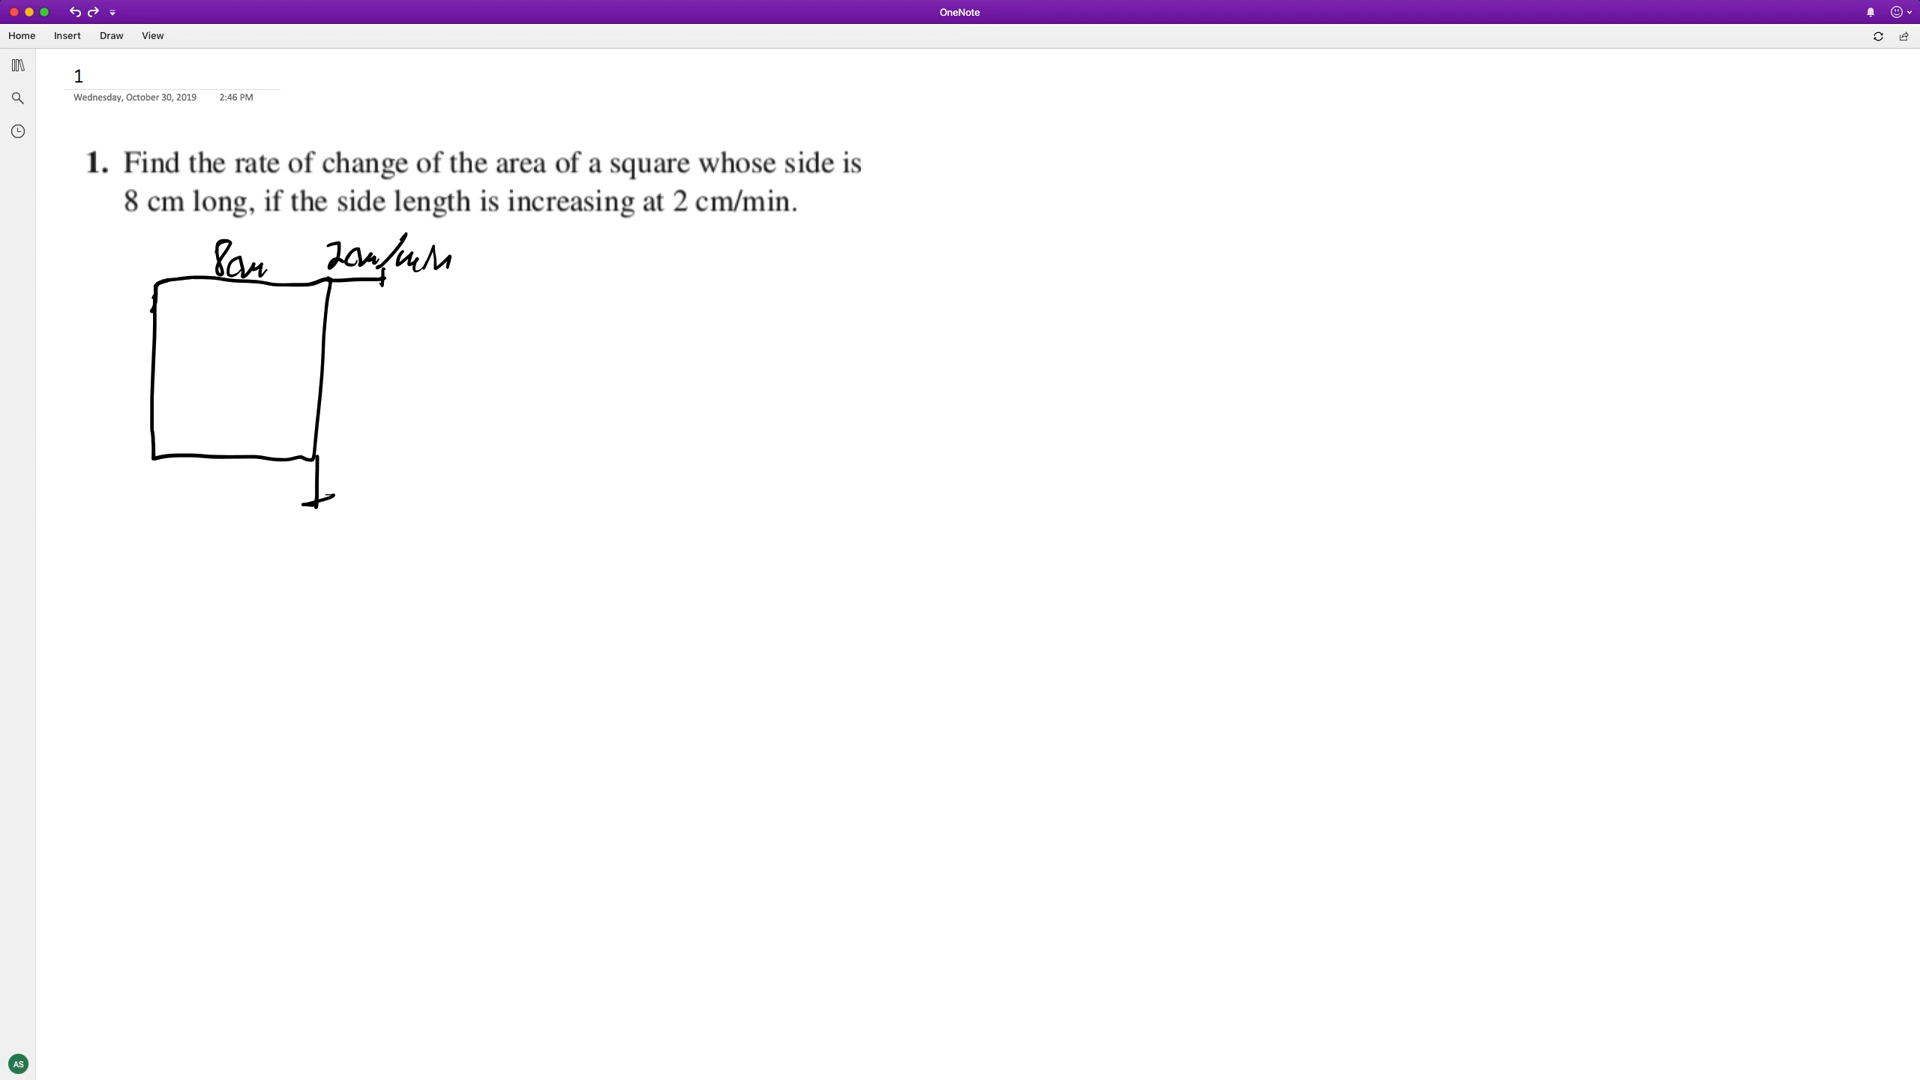 OneNote
Home Insert Draw View
1
Wednesday, October 30, 2019 2:46 PM
1. Find the rate of change of the area of a square whose side is
8 cm long, if the side length is increasing at 2 cm/min.
8cm 2cm/min
AS